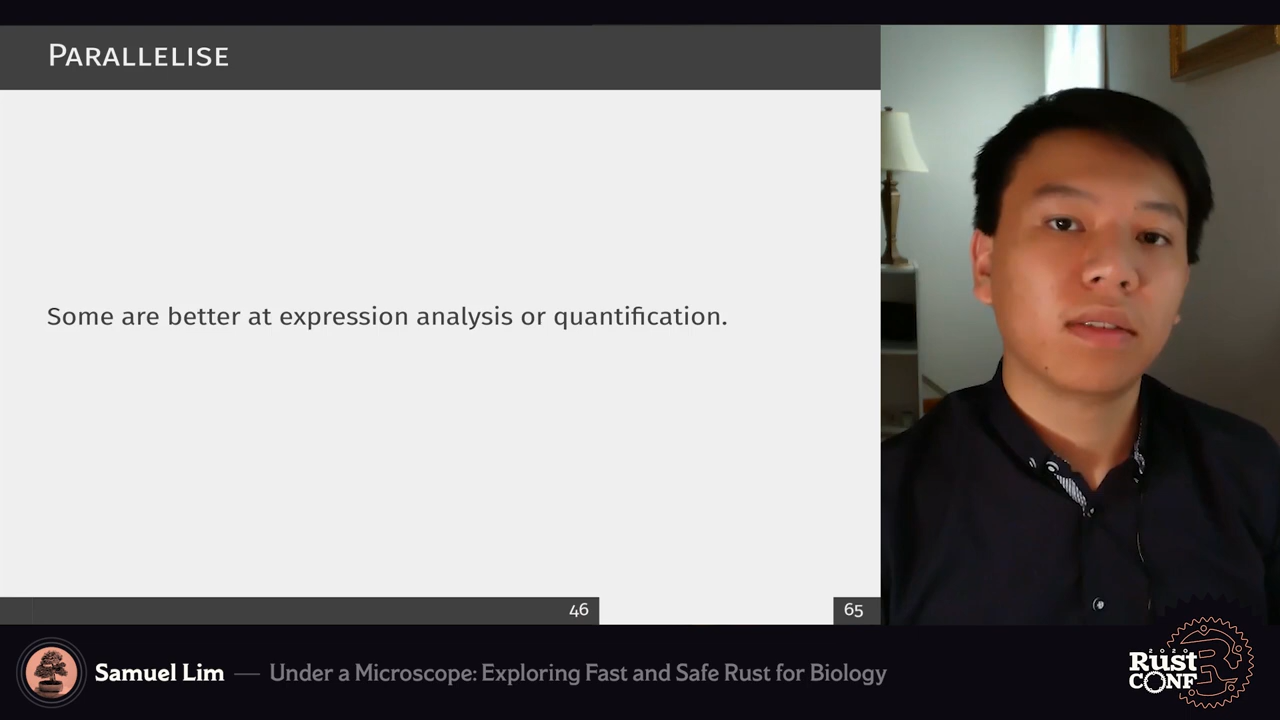 PARALLELISE
Some are better at expression analysis or quantification.
46
65
Samuel Lim — Under a Microscope: Exploring Fast and Safe Rust for Biology
2020
Rust
CONF
R